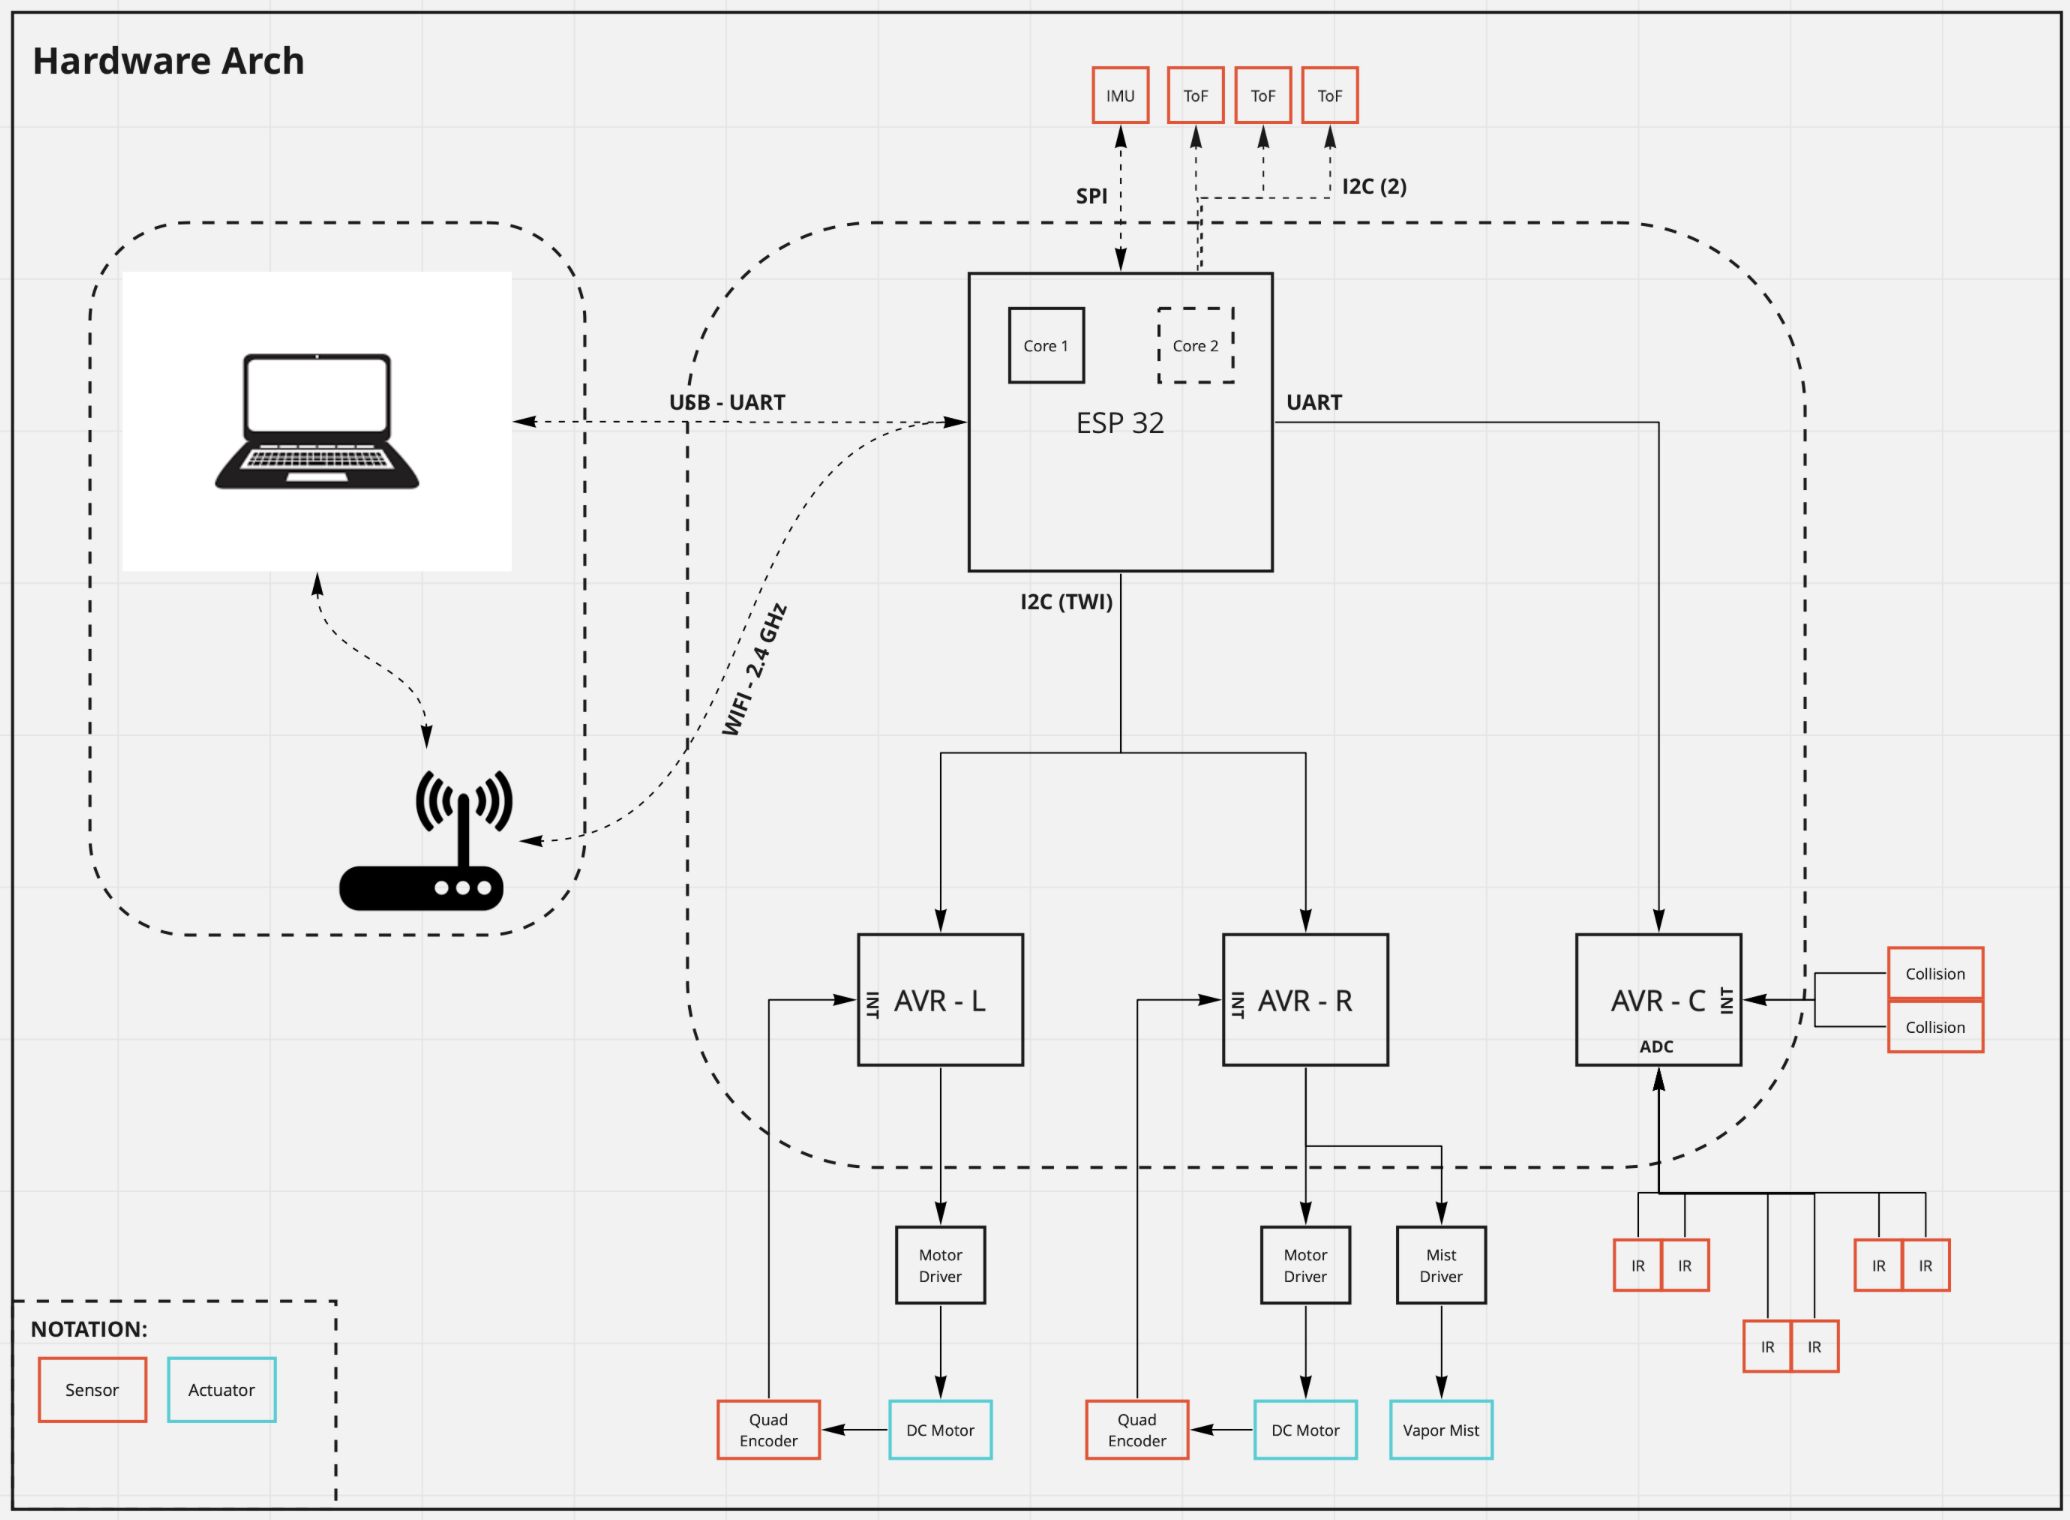 Hardware Arch
IMU
ToF
ToF
ToF
SPI
I2C (2)
Core 1
Core 2
USB - UART
ESP 32
UART
I2C (TWI)
WIFI - 2.4 GHz
INT
AVR - L
INT
AVR - R
AVR - C
INT
ADC
Collision
Collision
Motor
Driver
Motor
Driver
Mist
Driver
IR
IR
IR
IR
IR
IR
NOTATION:
Sensor
Actuator
Quad
Encoder
DC Motor
Quad
Encoder
DC Motor
Vapor Mist